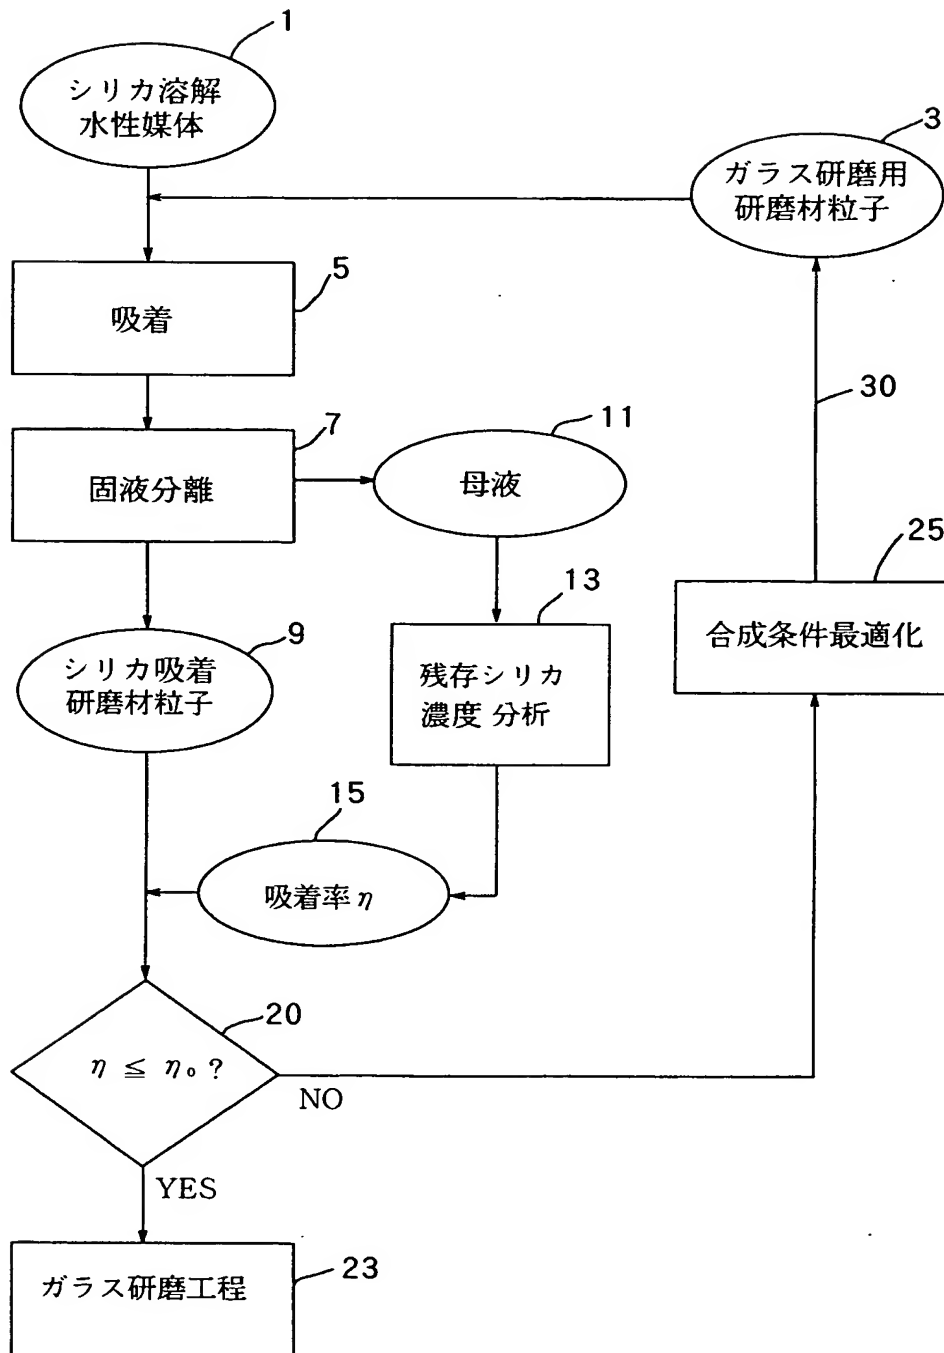 1
シリカ溶解
水性媒体
3
ガラス研磨用
研磨材粒子
5
吸着
30
7
固液分離
11
母液
25
合成条件最適化
13
残存シリカ
濃度 分析
9
シリカ吸着
研磨材粒子
15
吸着率η
20
η ≦ η₀ ?
NO
YES
23
ガラス研磨工程